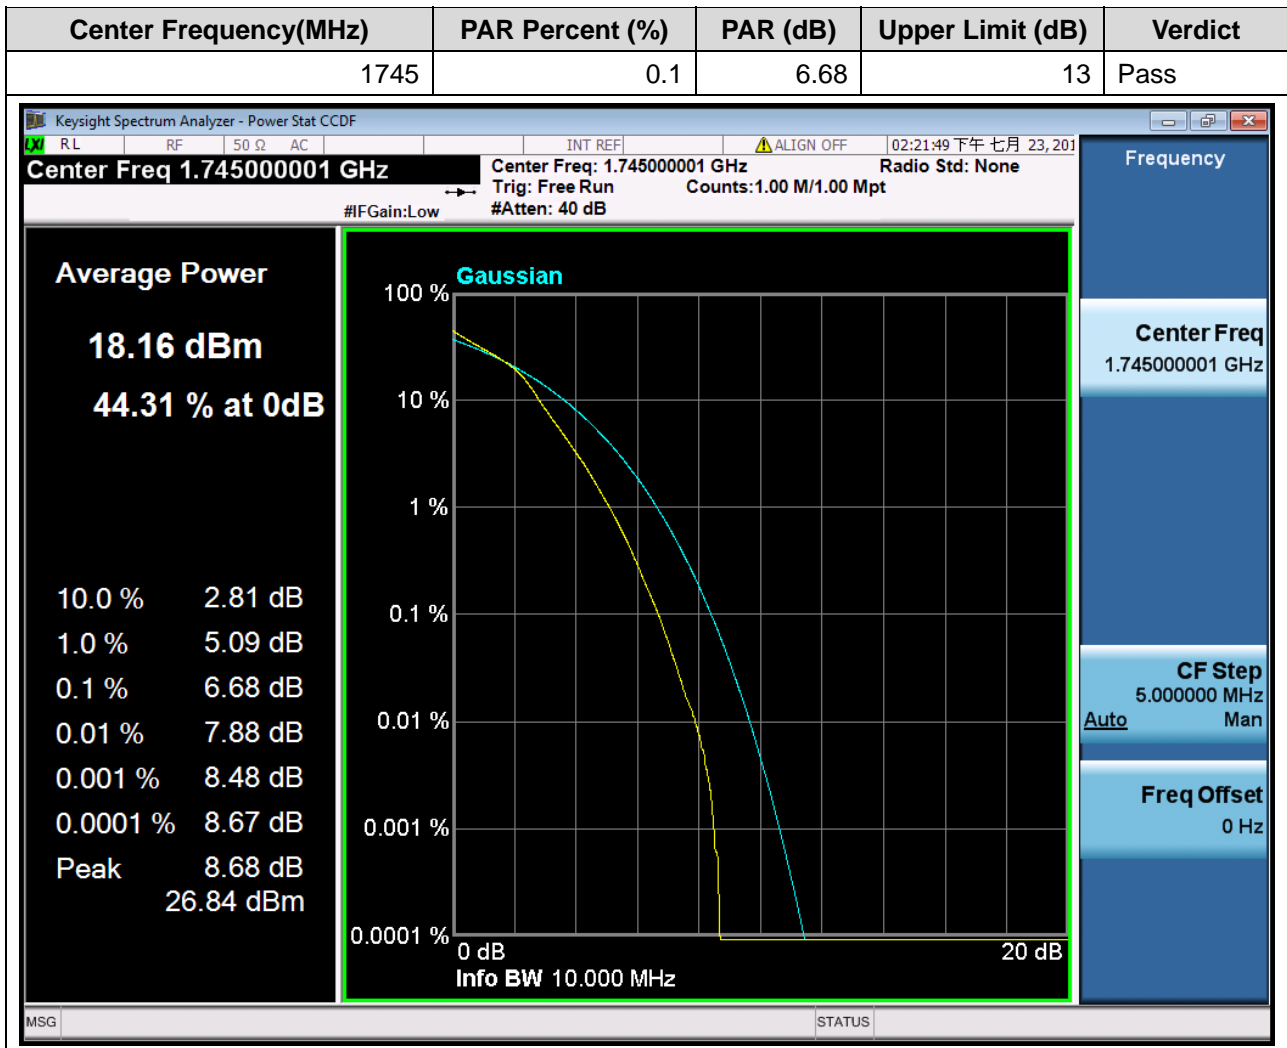 Center Frequency(MHz) PAR Percent (%) PAR (dB) Upper Limit (dB) Verdict
1745 0.1 6.68 13 Pass
Keysight Spectrum Analyzer - Power Stat CCDF
LXI RL RF 50 Ω AC INT REF ALIGN OFF 02:21:49 下午 七月 23, 201
Center Freq 1.745000001 GHz
Center Freq: 1.745000001 GHz Radio Std: None
Trig: Free Run Counts:1.00 M/1.00 Mpt
#IFGain:Low #Atten: 40 dB
Average Power
18.16 dBm
44.31 % at 0dB
10.0 % 2.81 dB
1.0 % 5.09 dB
0.1 % 6.68 dB
0.01 % 7.88 dB
0.001 % 8.48 dB
0.0001 % 8.67 dB
Peak 8.68 dB
26.84 dBm
Gaussian
100 %
10 %
1 %
0.1 %
0.01 %
0.001 %
0.0001 %
0 dB 20 dB
Info BW 10.000 MHz
Frequency
Center Freq
1.745000001 GHz
CF Step
5.000000 MHz
Auto Man
Freq Offset
0 Hz
MSG STATUS